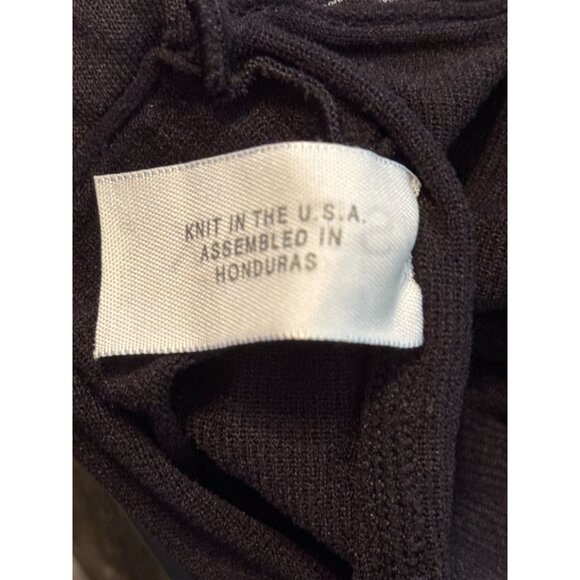 KNIT IN THE U.S.A.
ASSEMBLED IN
HONDURAS